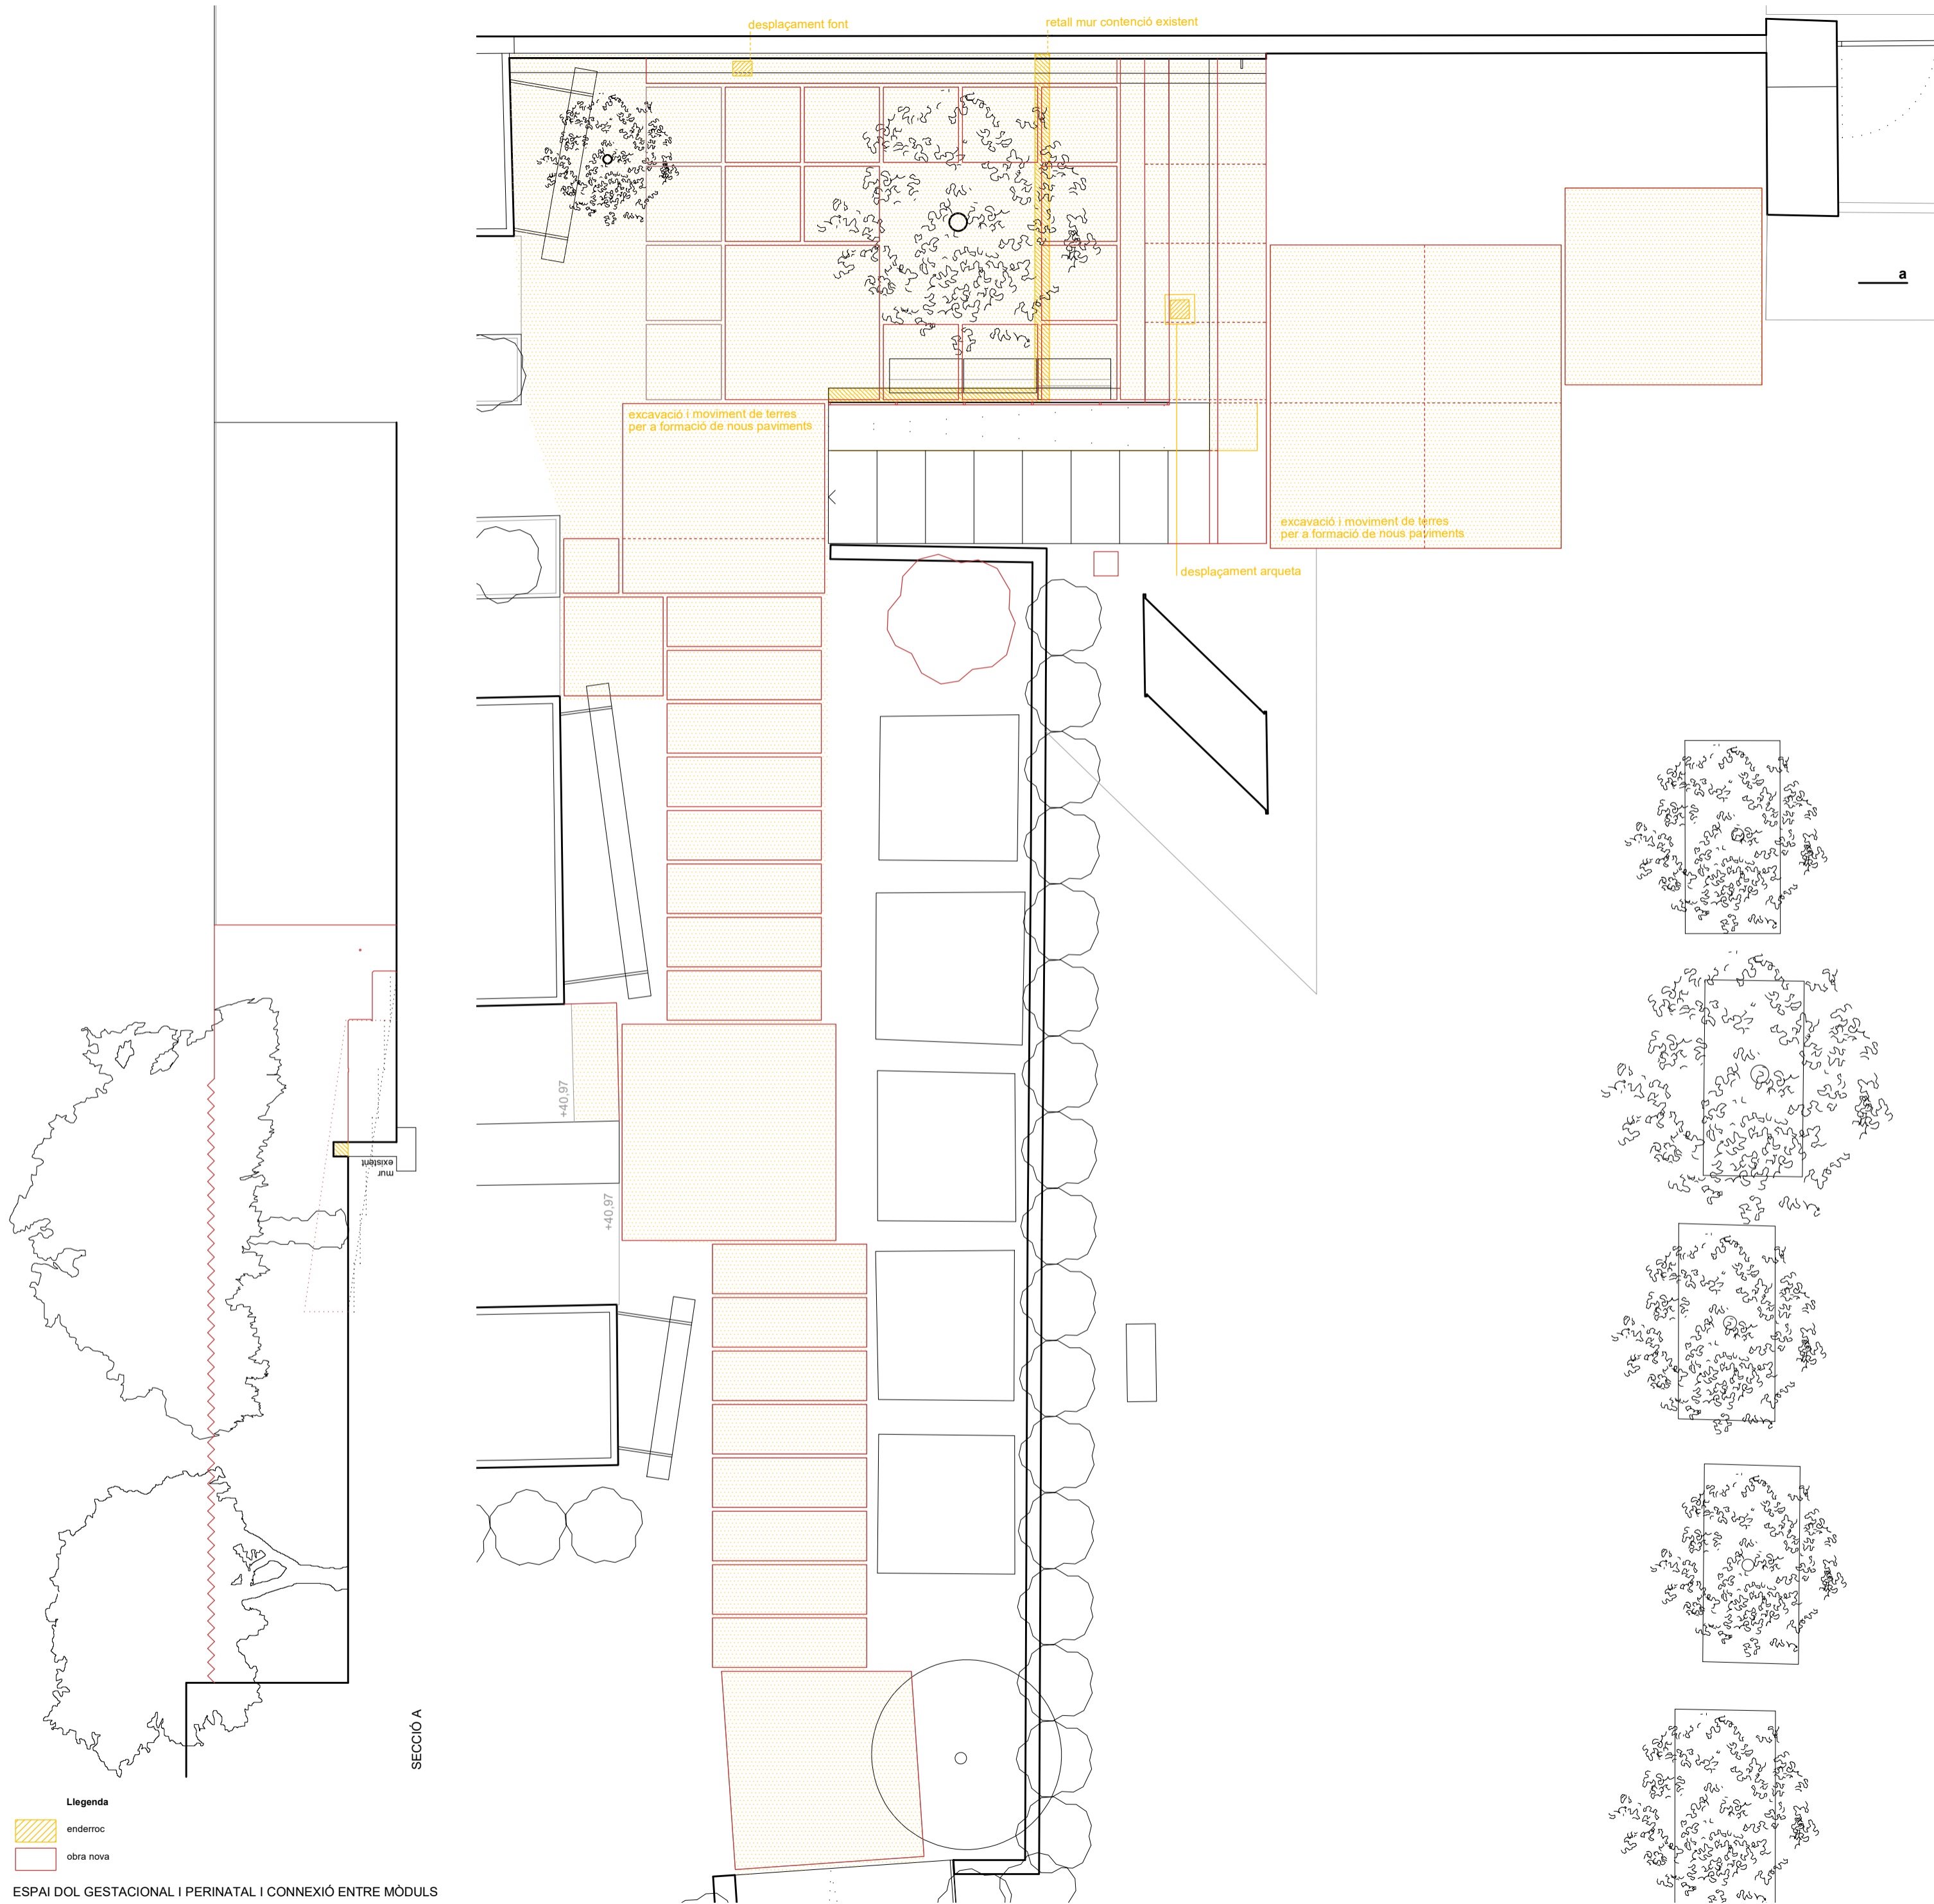 desplaçament font
retall mur contenció existent
a
excavació i moviment de terres
per a formació de nous paviments
excavació i moviment de terres
per a formació de nous paviments
desplaçament arqueta
+40,97
+40,97
mur
existent
SECCIÓ A
Llegenda
enderroc
obra nova
ESPAI DOL GESTACIONAL I PERINATAL I CONNEXIÓ ENTRE MÒDULS